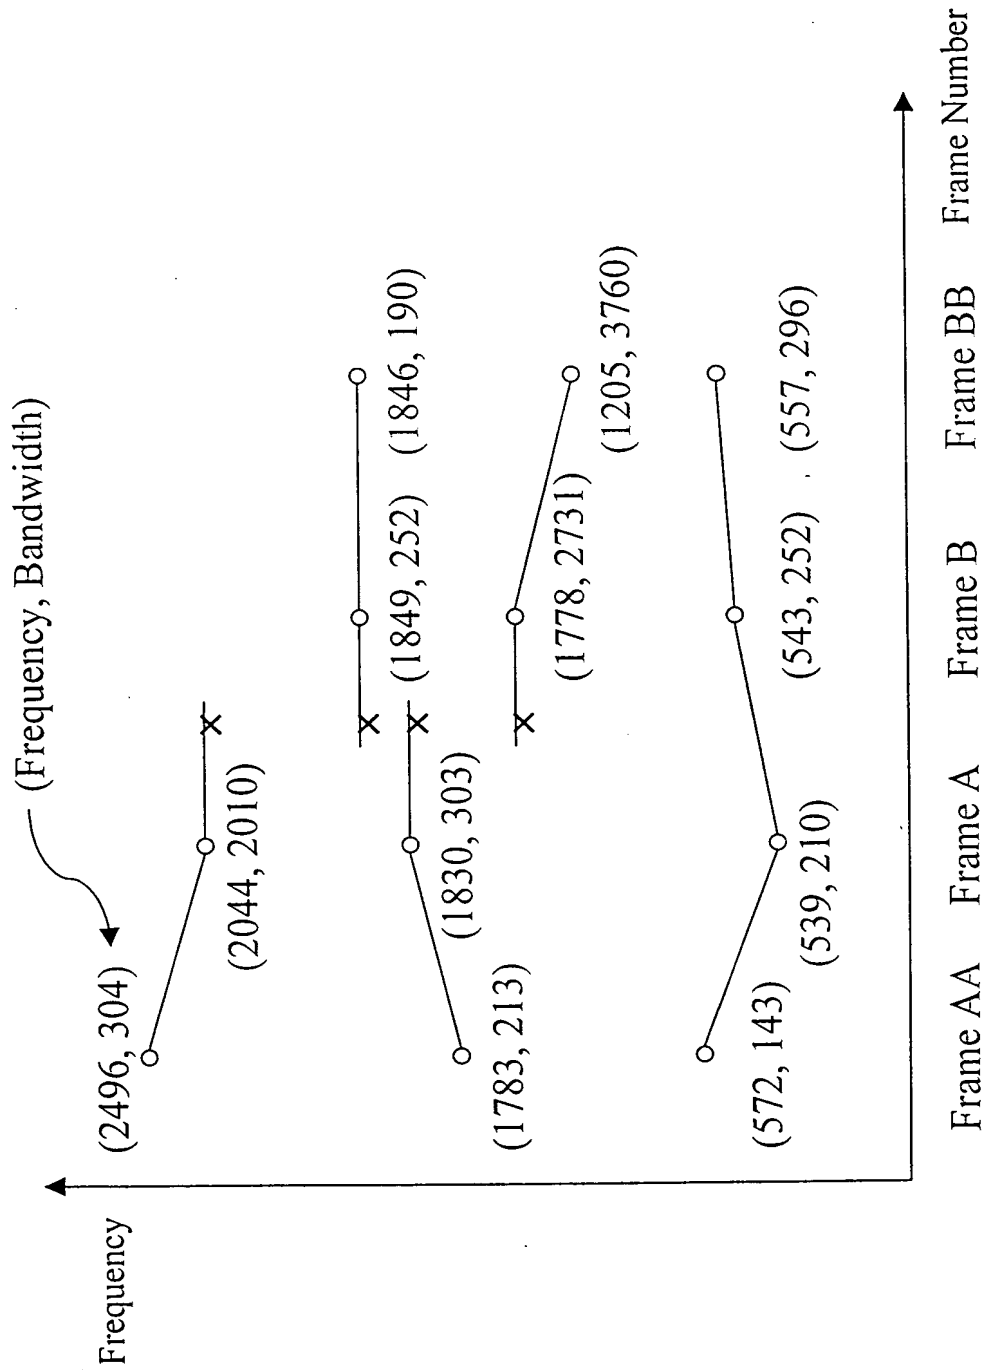 (Frequency, Bandwidth)
Frequency
(2496, 304)
(2044, 2010)
(1849, 252)
(1846, 190)
(1830, 303)
(1783, 213)
(1778, 2731)
(1205, 3760)
(572, 143)
(539, 210)
(543, 252)
(557, 296)
Frame AA
Frame A
Frame B
Frame BB
Frame Number